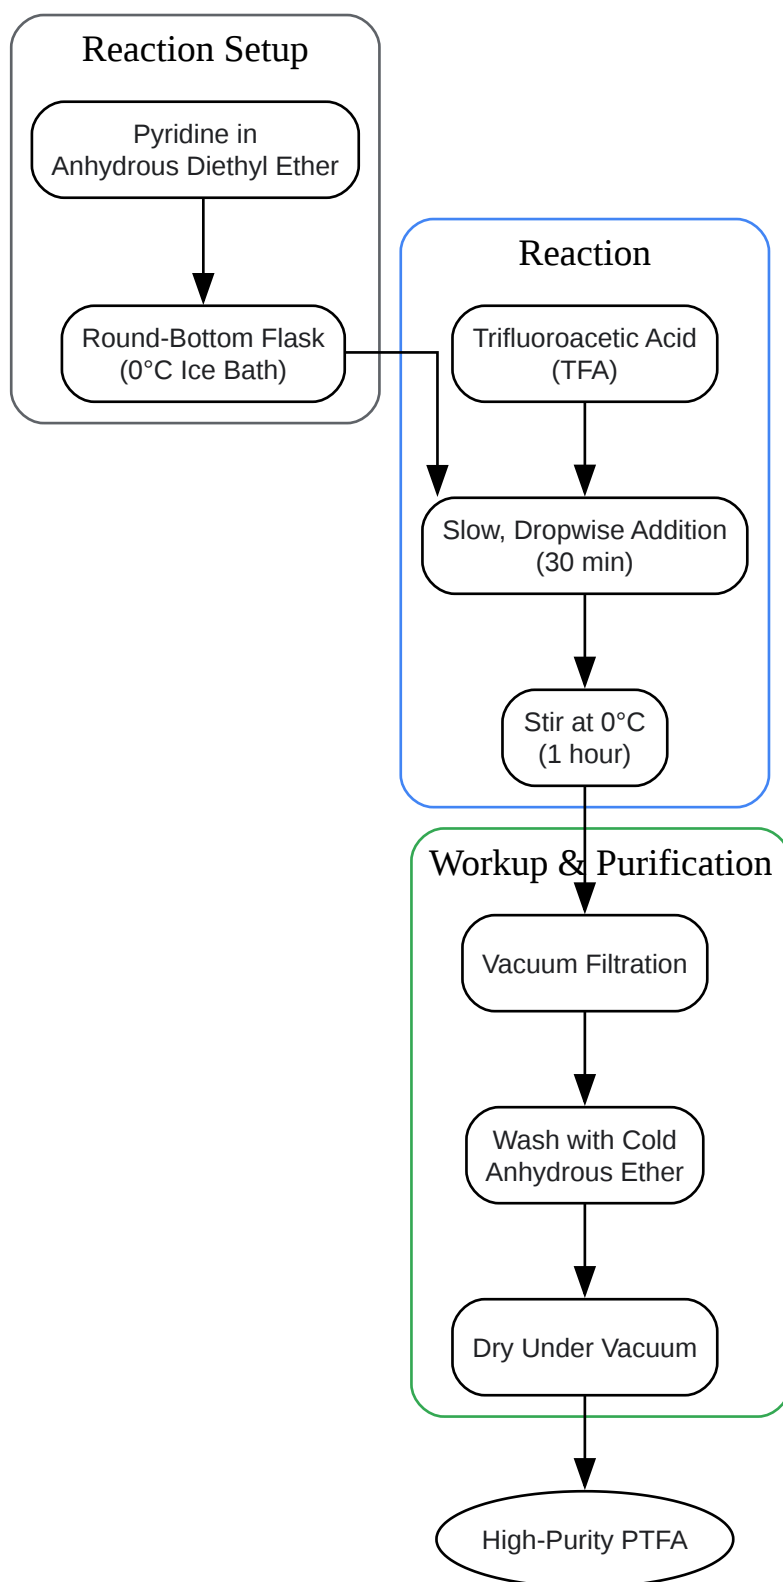 Reaction Setup
Pyridine in
Anhydrous Diethyl Ether
Round-Bottom Flask
(0°C Ice Bath)
Reaction
Trifluoroacetic Acid
(TFA)
Slow, Dropwise Addition
(30 min)
Stir at 0°C
(1 hour)
Workup & Purification
Vacuum Filtration
Wash with Cold
Anhydrous Ether
Dry Under Vacuum
High-Purity PTFA